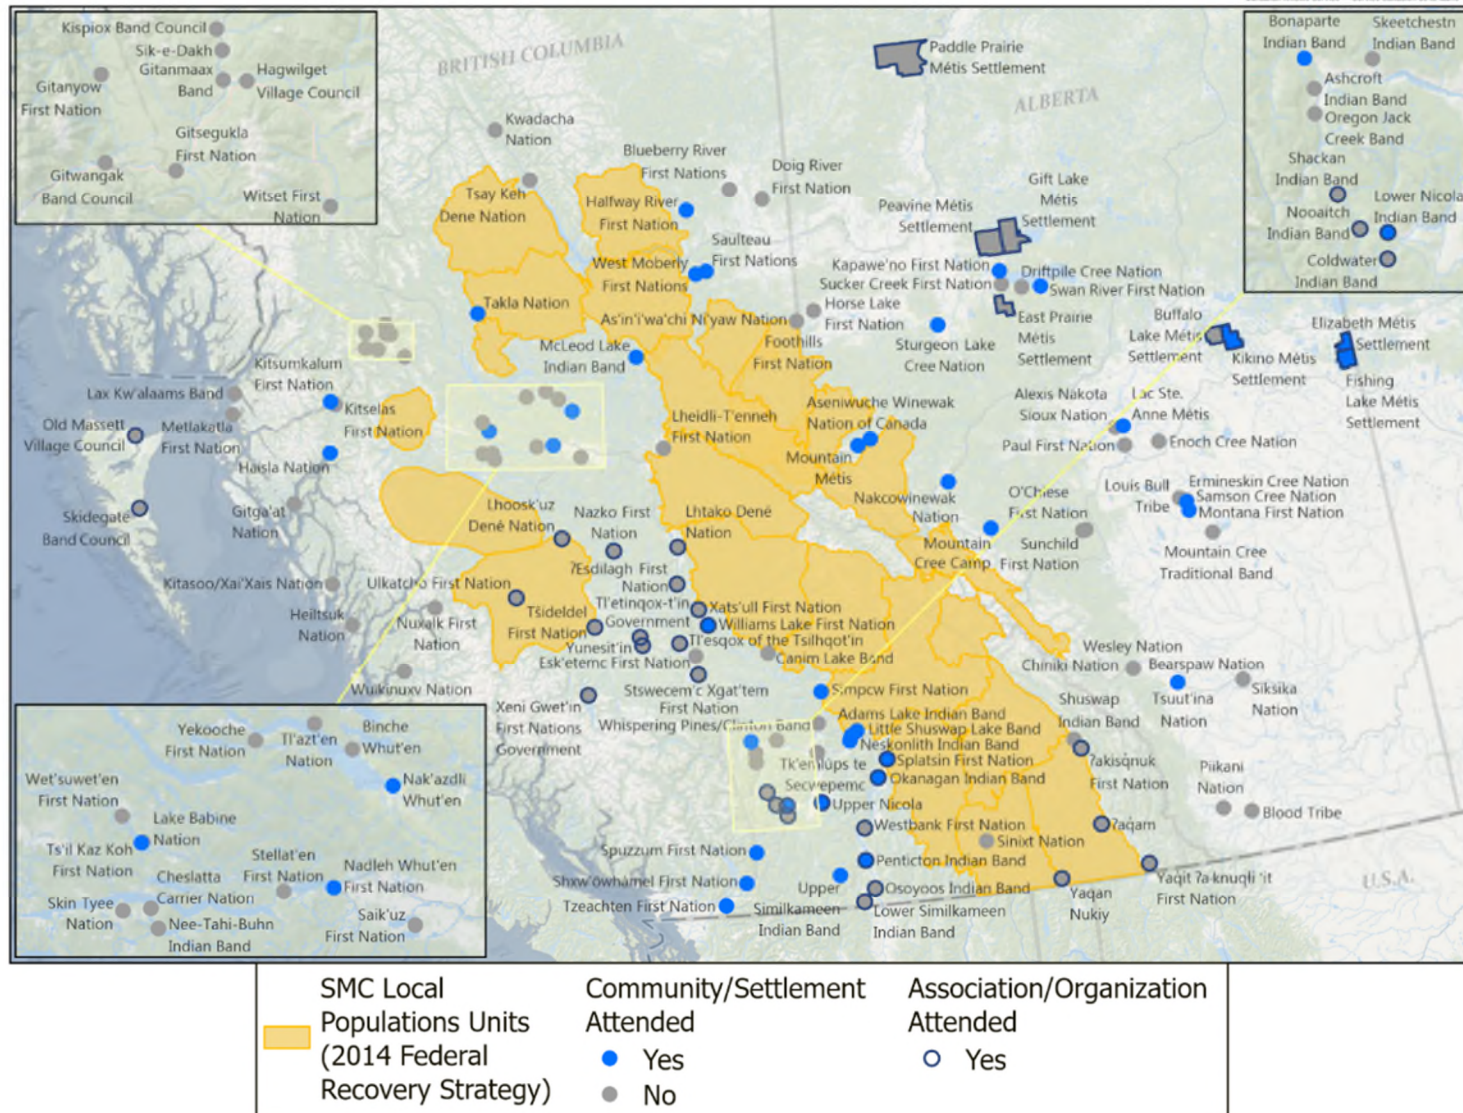 Kispiox Band Council
Sik-e-Dakh
Gitanmaax
Band
Hagwilget
Village Council
Gitanyow
First Nation
Gitsegukla
First Nation
Gitwangak
Band Council
Witset First
Nation
BRITISH COLUMBIA
ALBERTA
Paddle Prairie
Métis Settlement
Bonaparte
Indian Band
Skeetchestn
Indian Band
Ashcroft
Indian Band
Oregon Jack
Creek Band
Shackan
Indian Band
Lower Nicola
Indian Band
Nooaitch
Indian Band
Coldwater
Indian Band
Kwadacha
Nation
Blueberry River
First Nations
Doig River
First Nation
Tsay Keh
Dene Nation
Halfway River
First Nation
Saulteau
First Nations
West Moberly
First Nations
Gift Lake
Métis
Settlement
Peavine Métis
Settlement
Kapawe'no First Nation
Sucker Creek First Nation
Driftpile Cree Nation
Swan River First Nation
Takla Nation
As'in'i'wa'chi Ni'yaw Nation
Horse Lake
First Nation
Foothills
First Nation
Sturgeon Lake
Cree Nation
East Prairie
Métis
Settlement
Buffalo
Lake Métis
Settlement
Kikino Métis
Settlement
Elizabeth Métis
Settlement
Fishing
Lake Métis
Settlement
McLeod Lake
Indian Band
Kitsumkalum
First Nation
Lax Kw'alaams Band
Kitselas
First Nation
Old Massett
Village Council
Metlakatla
First Nation
Haisla Nation
Lheidli-T'enneh
First Nation
Aseniwuche Winewak
Nation of Canada
Mountain
Métis
Alexis Nakota
Sioux Nation
Lac Ste.
Anne Métis
Paul First Nation
Enoch Cree Nation
Nakcowinewak
Nation
O'Chiese
First Nation
Louis Bull
Tribe
Ermineskin Cree Nation
Samson Cree Nation
Montana First Nation
Skidegate
Band Council
Gitga'at
Nation
Lhoosk'uz
Dené Nation
Nazko First
Nation
Lhtako Dené
Nation
Mountain
Cree Camp
Sunchild
First Nation
Mountain Cree
Traditional Band
Kitasoo/Xai'Xais Nation
Ulkatcho First Nation
ʔEsdilagh First
Nation
Heiltsuk
Nation
Nuxalk First
Nation
Tŝideldel
First Nation
Tl'etinqox-t'in
Government
Xats'ull First Nation
Williams Lake First Nation
Yunesit'in
Tl'esqox of the Tsilhqot'in
Esk'etemc First Nation
Canim Lake Band
Wuikinuxv Nation
Xeni Gwet'in
First Nations
Government
Stswecem'c Xgat'tem
First Nation
Simpcw First Nation
Whispering Pines/Clinton Band
Adams Lake Indian Band
Little Shuswap Lake Band
Neskonlith Indian Band
Splatsin First Nation
Tk'emlúps te
Secwepemc
Okanagan Indian Band
Upper Nicola
Westbank First Nation
Sinixt Nation
Penticton Indian Band
Wesley Nation
Chiniki Nation
Bearspaw Nation
Shuswap
Indian Band
Tsuut'ina
Nation
Siksika
Nation
ʔakisq̓nuk
First Nation
Piikani
Nation
Blood Tribe
ʔaq̓am
Spuzzum First Nation
Shxw'ōwhámel First Nation
Tzeachten First Nation
Upper
Similkameen
Indian Band
Osoyoos Indian Band
Lower Similkameen
Indian Band
Yaqan
Nukiy
Yaqit ʔa·knuqⱡi 'it
First Nation
U.S.A.
Yekooche
First Nation
Tl'azt'en
Nation
Binche
Whut'en
Nak'azdli
Whut'en
Wet'suwet'en
First Nation
Lake Babine
Nation
Ts'il Kaz Koh
First Nation
Stellat'en
First Nation
Nadleh Whut'en
First Nation
Cheslatta
Carrier Nation
Skin Tyee
Nation
Nee-Tahi-Buhn
Indian Band
Saik'uz
First Nation
SMC Local
Populations Units
(2014 Federal
Recovery Strategy)
Community/Settlement
Attended
Yes
No
Association/Organization
Attended
Yes